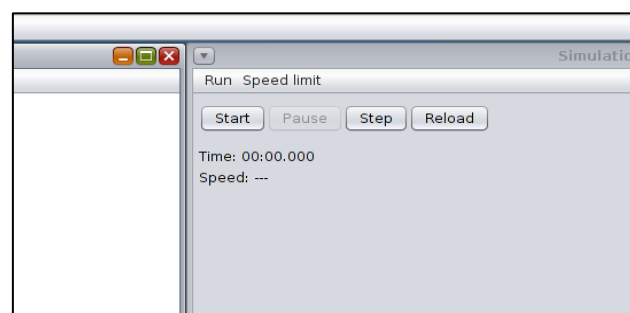 Simulatio
Run Speed limit
Start Pause Step Reload
Time: 00:00.000
Speed: ---